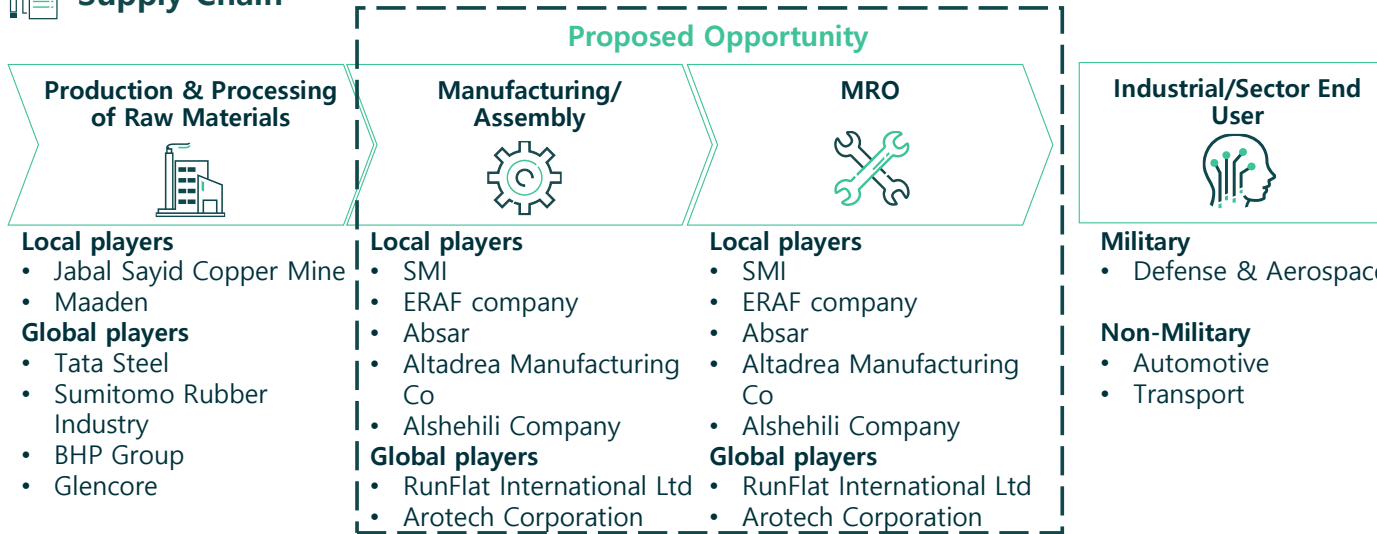 Supply Chain
Proposed Opportunity
Production & Processing
of Raw Materials
Local players
• Jabal Sayid Copper Mine
• Maaden
Global players
• Tata Steel
• Sumitomo Rubber
Industry
• BHP Group
• Glencore
Manufacturing/
Assembly
Local players
• SMI
• ERAF company
• Absar
• Altadrea Manufacturing
Co
• Alshehili Company
Global players
• RunFlat International Ltd
• Arotech Corporation
MRO
Local players
• SMI
• ERAF company
• Absar
• Altadrea Manufacturing
Co
• Alshehili Company
Global players
• RunFlat International Ltd
• Arotech Corporation
Industrial/Sector End
User
Military
• Defense & Aerospace
Non-Military
• Automotive
• Transport